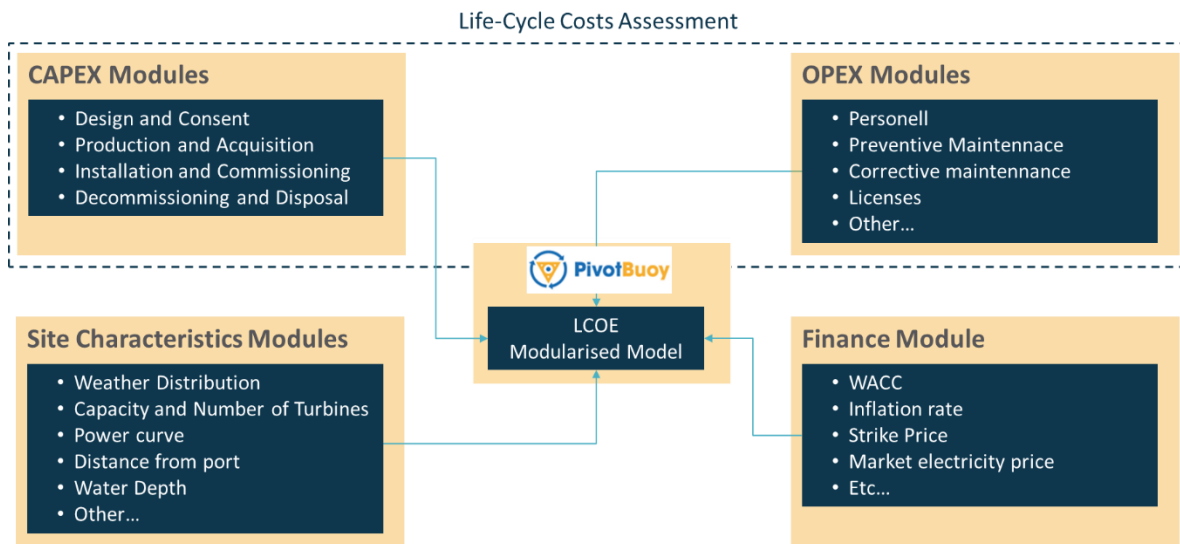 Life-Cycle Costs Assessment
CAPEX Modules
• Design and Consent
• Production and Acquisition
• Installation and Commissioning
• Decommissioning and Disposal
OPEX Modules
• Personell
• Preventive Maintennace
• Corrective maintennance
• Licenses
• Other...
PivotBuoy
LCOE
Modularised Model
Site Characteristics Modules
• Weather Distribution
• Capacity and Number of Turbines
• Power curve
• Distance from port
• Water Depth
• Other...
Finance Module
• WACC
• Inflation rate
• Strike Price
• Market electricity price
• Etc...